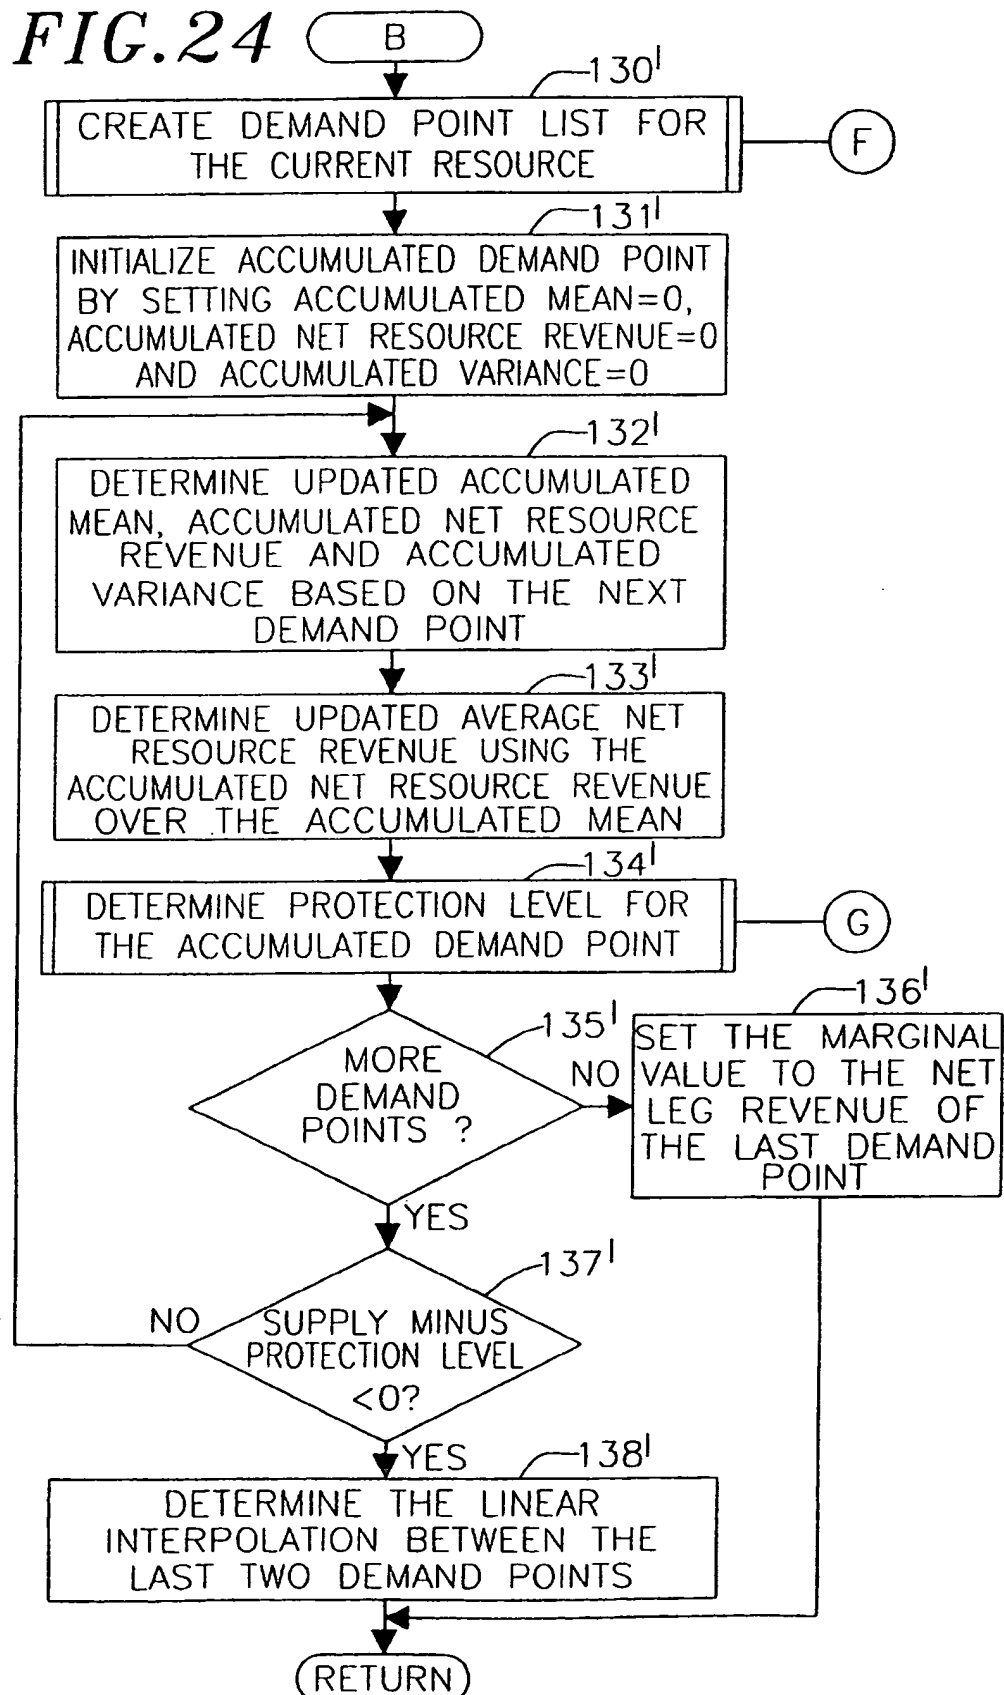 FIG.24
B
130'
CREATE DEMAND POINT LIST FOR
THE CURRENT RESOURCE
F
131'
INITIALIZE ACCUMULATED DEMAND POINT
BY SETTING ACCUMULATED MEAN=0,
ACCUMULATED NET RESOURCE REVENUE=0
AND ACCUMULATED VARIANCE=0
132'
DETERMINE UPDATED ACCUMULATED
MEAN, ACCUMULATED NET RESOURCE
REVENUE AND ACCUMULATED
VARIANCE BASED ON THE NEXT
DEMAND POINT
133'
DETERMINE UPDATED AVERAGE NET
RESOURCE REVENUE USING THE
ACCUMULATED NET RESOURCE REVENUE
OVER THE ACCUMULATED MEAN
134'
DETERMINE PROTECTION LEVEL FOR
THE ACCUMULATED DEMAND POINT
G
135'
MORE
DEMAND
POINTS ?
NO
136'
SET THE MARGINAL
VALUE TO THE NET
LEG REVENUE OF
THE LAST DEMAND
POINT
YES
137'
SUPPLY MINUS
PROTECTION LEVEL
<0?
NO
YES
138'
DETERMINE THE LINEAR
INTERPOLATION BETWEEN THE
LAST TWO DEMAND POINTS
RETURN